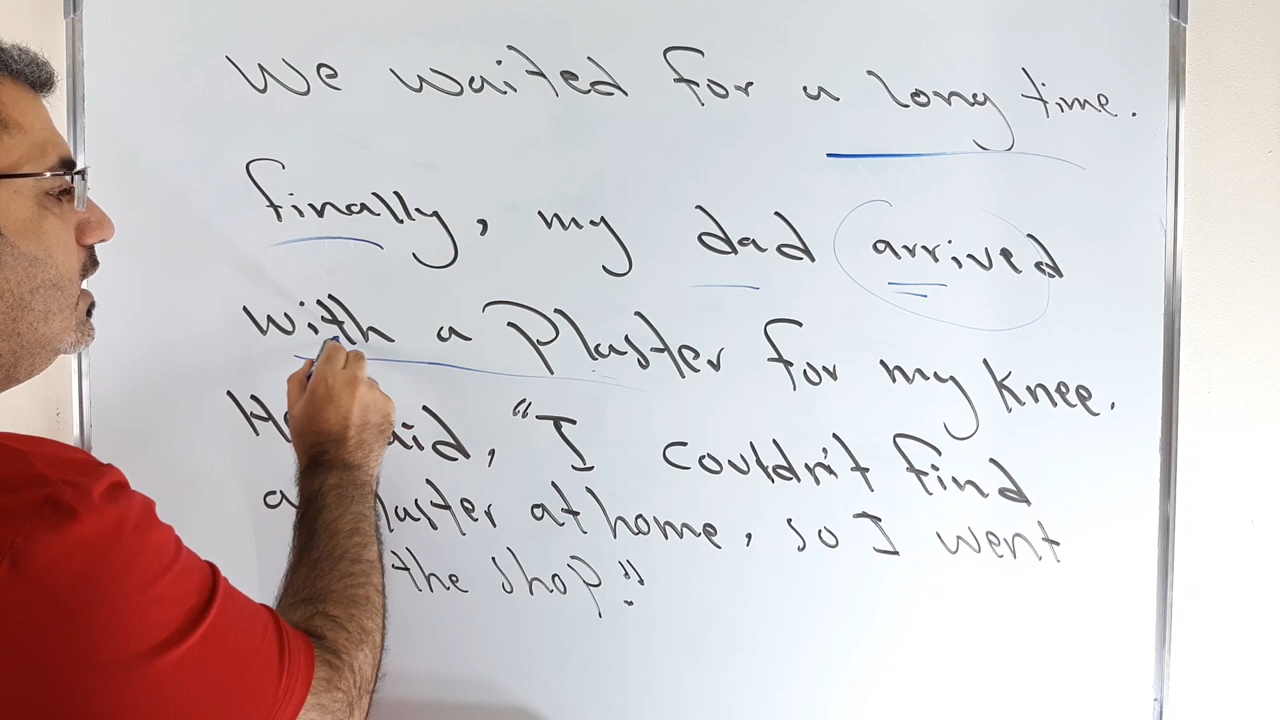 We waited for a long time.
finally, my dad arrived
with a Plaster for my knee.
aid, "I couldn't find
a laster at home, so I went
the shop!!